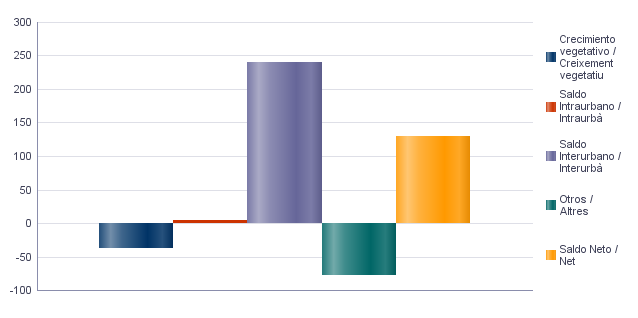 300
250
200
150
100
50
0
-50
-100
Crecimiento
vegetativo /
Creixement
vegetatiu
Saldo
Intraurbano /
Intraurbà
Saldo
Interurbano /
Interurbà
Otros /
Altres
Saldo Neto /
Net